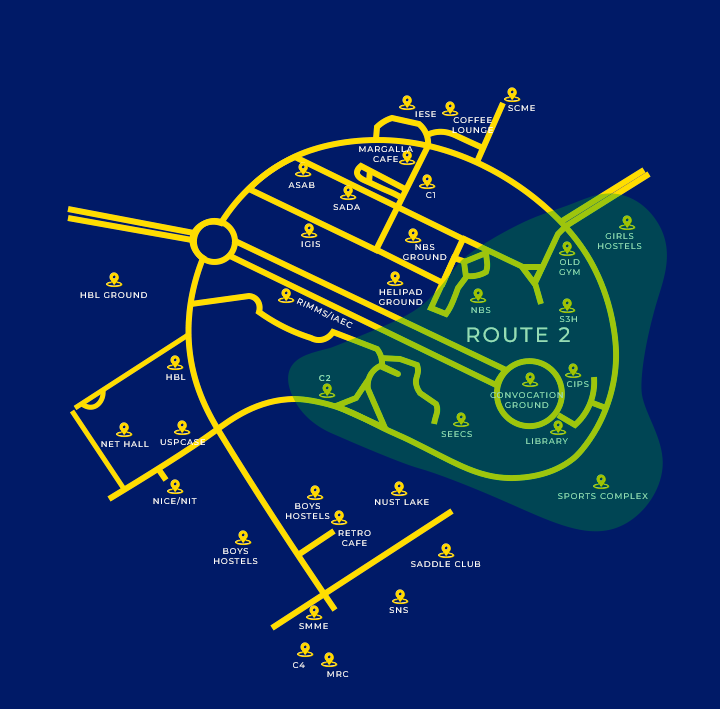 SCME
IESE
COFFEE
LOUNGE
MARGALLA
CAFE
ASAB
C1
SADA
GIRLS
HOSTELS
IGIS
NBS
GROUND
OLD
GYM
HBL GROUND
HELIPAD
GROUND
RIMMS/IAEC
NBS
S3H
ROUTE 2
HBL
C2
CIPS
CONVOCATION
GROUND
NET HALL
USPCASE
SEECS
LIBRARY
NICE/NIT
SPORTS COMPLEX
BOYS
HOSTELS
NUST LAKE
RETRO
CAFE
BOYS
HOSTELS
SADDLE CLUB
SNS
SMME
C4
MRC